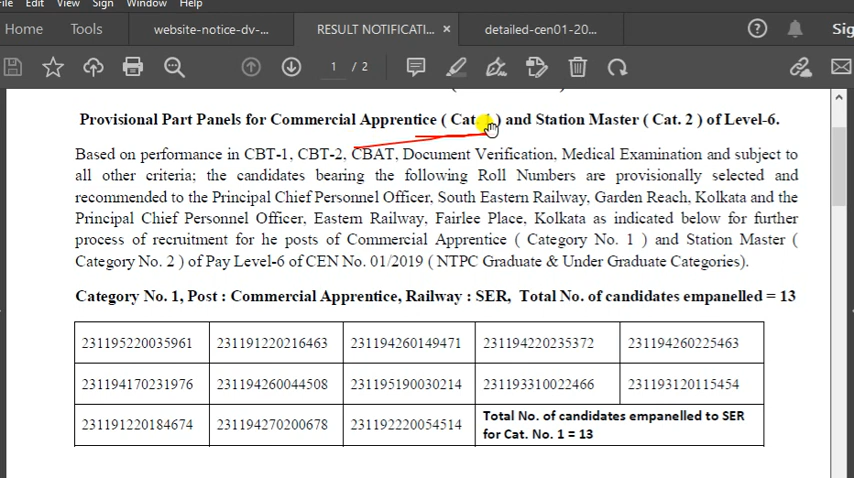 File Edit View Sign Window Help
Home Tools website-notice-dv-... RESULT NOTIFICATI... × detailed-cen01-20... ? Sig
1 / 2
Provisional Part Panels for Commercial Apprentice ( Cat. ) and Station Master ( Cat. 2 ) of Level-6.
Based on performance in CBT-1, CBT-2, CBAT, Document Verification, Medical Examination and subject to
all other criteria; the candidates bearing the following Roll Numbers are provisionally selected and
recommended to the Principal Chief Personnel Officer, South Eastern Railway, Garden Reach, Kolkata and the
Principal Chief Personnel Officer, Eastern Railway, Fairlee Place, Kolkata as indicated below for further
process of recruitment for he posts of Commercial Apprentice ( Category No. 1 ) and Station Master (
Category No. 2 ) of Pay Level-6 of CEN No. 01/2019 ( NTPC Graduate & Under Graduate Categories).
Category No. 1, Post : Commercial Apprentice, Railway : SER, Total No. of candidates empanelled = 13
231195220035961 231191220216463 231194260149471 231194220235372 231194260225463
231194170231976 231194260044508 231195190030214 231193310022466 231193120115454
231191220184674 231194270200678 231192220054514 Total No. of candidates empanelled to SER
for Cat. No. 1 = 13